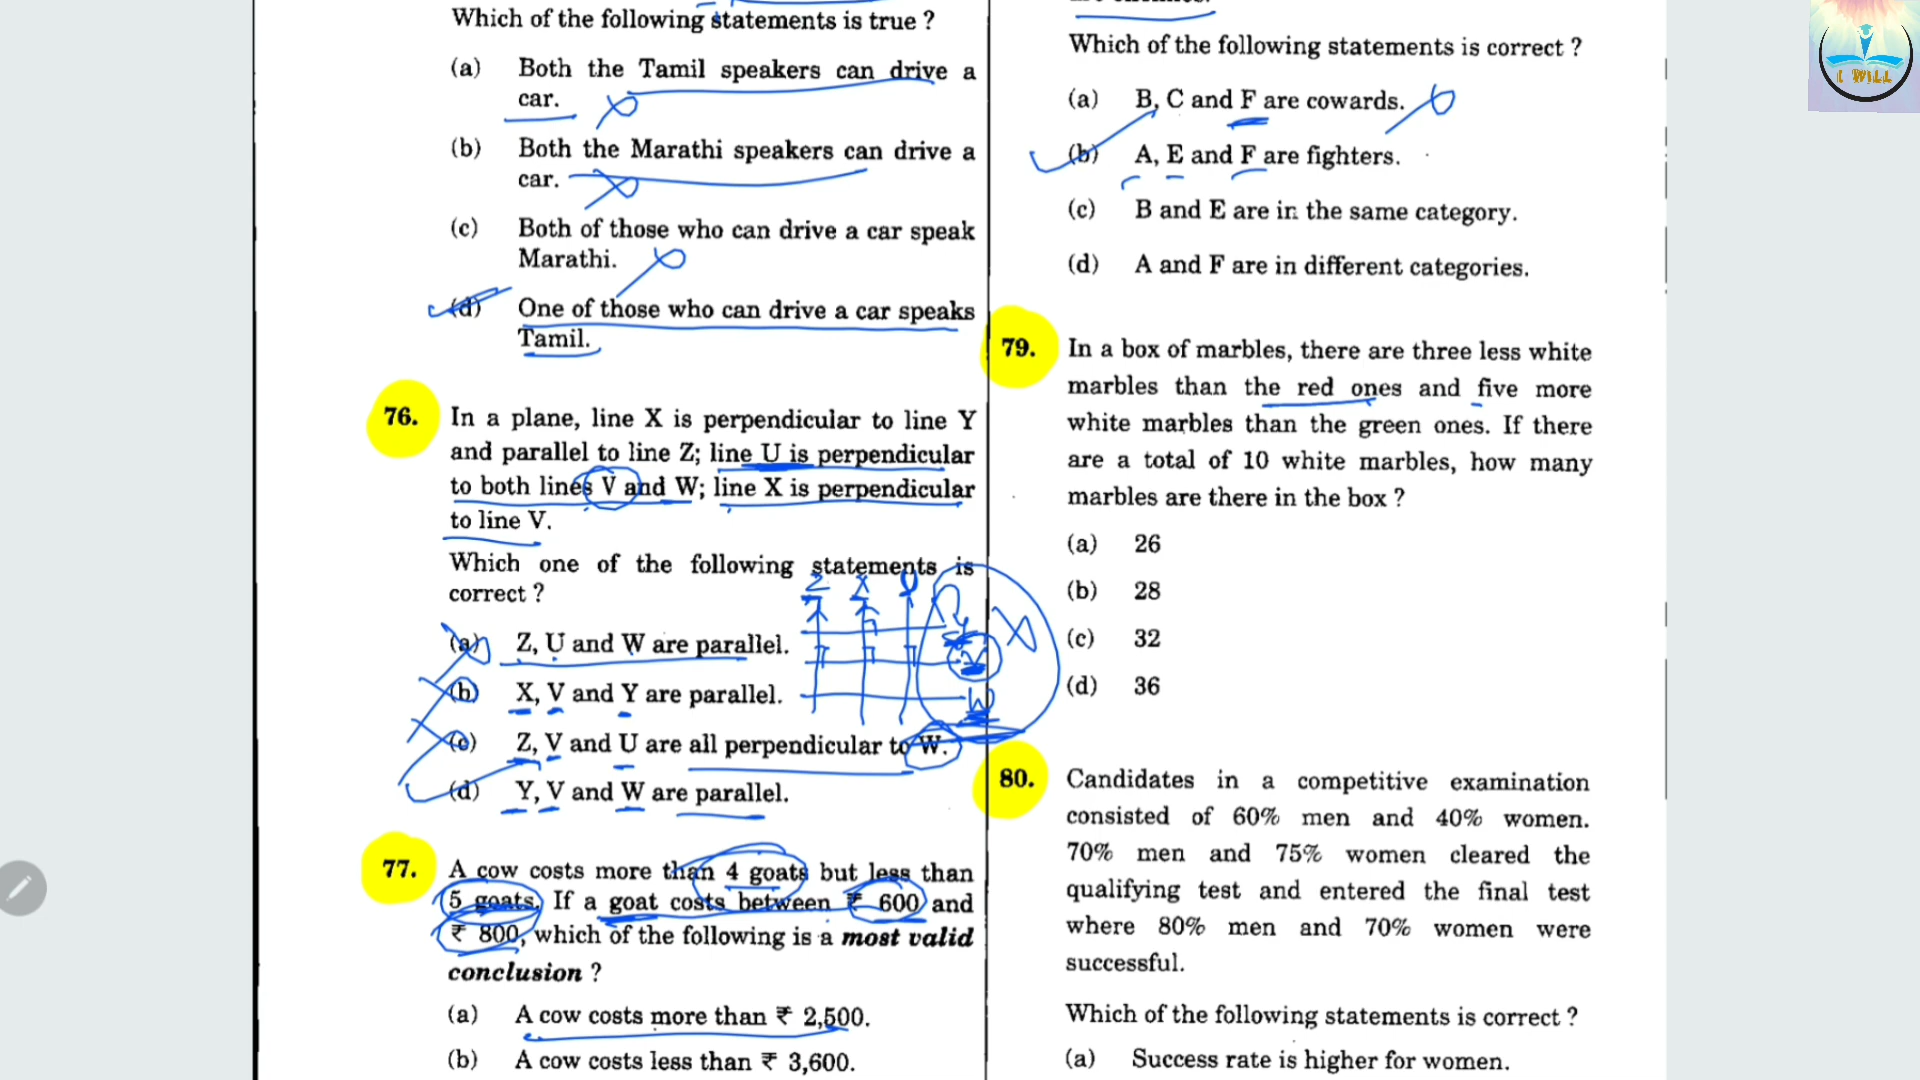 Which of the following statements is true ?
(a) Both the Tamil speakers can drive a
car.
(b) Both the Marathi speakers can drive a
car.
(c) Both of those who can drive a car speak
Marathi.
(d) One of those who can drive a car speaks
Tamil.
76. In a plane, line X is perpendicular to line Y
and parallel to line Z; line U is perpendicular
to both lines V and W; line X is perpendicular
to line V.
Which one of the following statements is
correct ?
Z X U
Y
V
W
(a) Z, U and W are parallel.
(b) X, V and Y are parallel.
(c) Z, V and U are all perpendicular to W.
(d) Y, V and W are parallel.
77. A cow costs more than 4 goats but less than
5 goats. If a goat costs between ₹ 600 and
₹ 800, which of the following is a most valid
conclusion ?
(a) A cow costs more than ₹ 2,500.
(b) A cow costs less than ₹ 3,600.
Which of the following statements is correct ?
(a) B, C and F are cowards.
(b) A, E and F are fighters.
(c) B and E are in the same category.
(d) A and F are in different categories.
79. In a box of marbles, there are three less white
marbles than the red ones and five more
white marbles than the green ones. If there
are a total of 10 white marbles, how many
marbles are there in the box ?
(a) 26
(b) 28
(c) 32
(d) 36
80. Candidates in a competitive examination
consisted of 60% men and 40% women.
70% men and 75% women cleared the
qualifying test and entered the final test
where 80% men and 70% women were
successful.
Which of the following statements is correct ?
(a) Success rate is higher for women.
I WILL